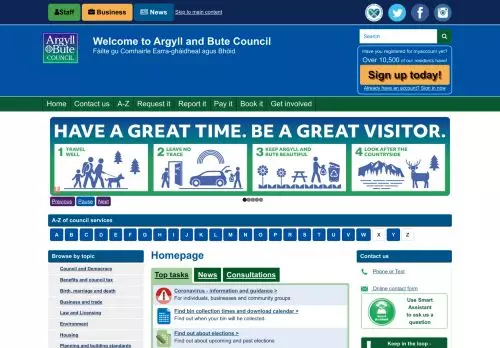 Staff
Business
News
Skip to main content
Argyll
Bute
COUNCIL
Welcome to Argyll and Bute Council
Fàilte gu Comhairle Earra-ghàidheal agus Bhòid
Search
Have you registered for myaccount yet?
Over 10,500 of our residents have!
Sign up today!
Already have an account? Sign in now
Home Contact us A-Z Request it Report it Pay it Book it Get involved
HAVE A GREAT TIME. BE A GREAT VISITOR.
1 TRAVEL WELL
2 LEAVE NO TRACE
3 KEEP ARGYLL AND BUTE BEAUTIFUL
4 LOOK AFTER THE COUNTRYSIDE
Previous Pause Next
A-Z of council services
A B C D E F G H I J K L M N O P Q R S T U V W X Y Z
Browse by topic
Council and Democracy
Benefits and council tax
Birth, marriage and death
Business and trade
Law and Licensing
Environment
Housing
Planning and building standards
Homepage
Top tasks News Consultations
Coronavirus - information and guidance >
For individuals, businesses and community groups
Find bin collection times and download calendar >
Find out when your bin will be collected
Find out about elections >
Find out about upcoming and past elections
Contact us
Phone or Text
Online contact form
Use Smart
Assistant
to ask us a
question
Keep in the loop -